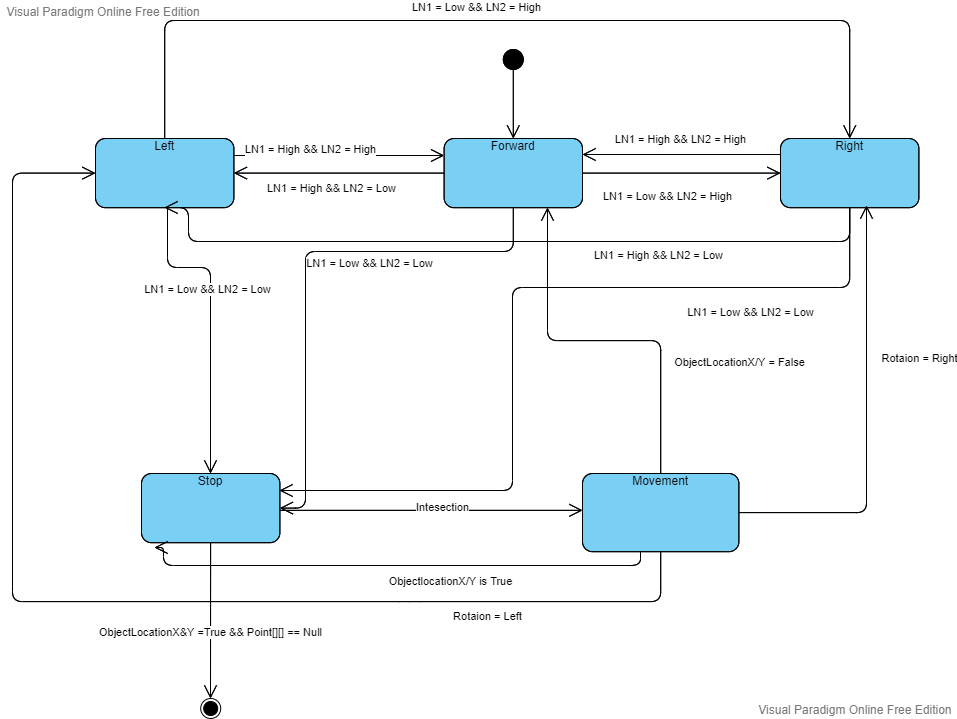 LN1 = Low && LN2 = High
Visual Paradigm Online Free Edition
Left
Forward
Right
LN1 = High && LN2 = High
LN1 = High && LN2 = High
LN1 = High && LN2 = Low
LN1 = Low && LN2 = High
LN1 = High && LN2 = Low
LN1 = Low && LN2 = Low
LN1 = Low && LN2 = Low
LN1 = Low && LN2 = Low
ObjectLocationX/Y = False
Rotaion = Right
Stop
Movement
Intesection
ObjectlocationX/Y is True
Rotaion = Left
ObjectLocationX&Y =True && Point[][] == Null
Visual Paradigm Online Free Edition